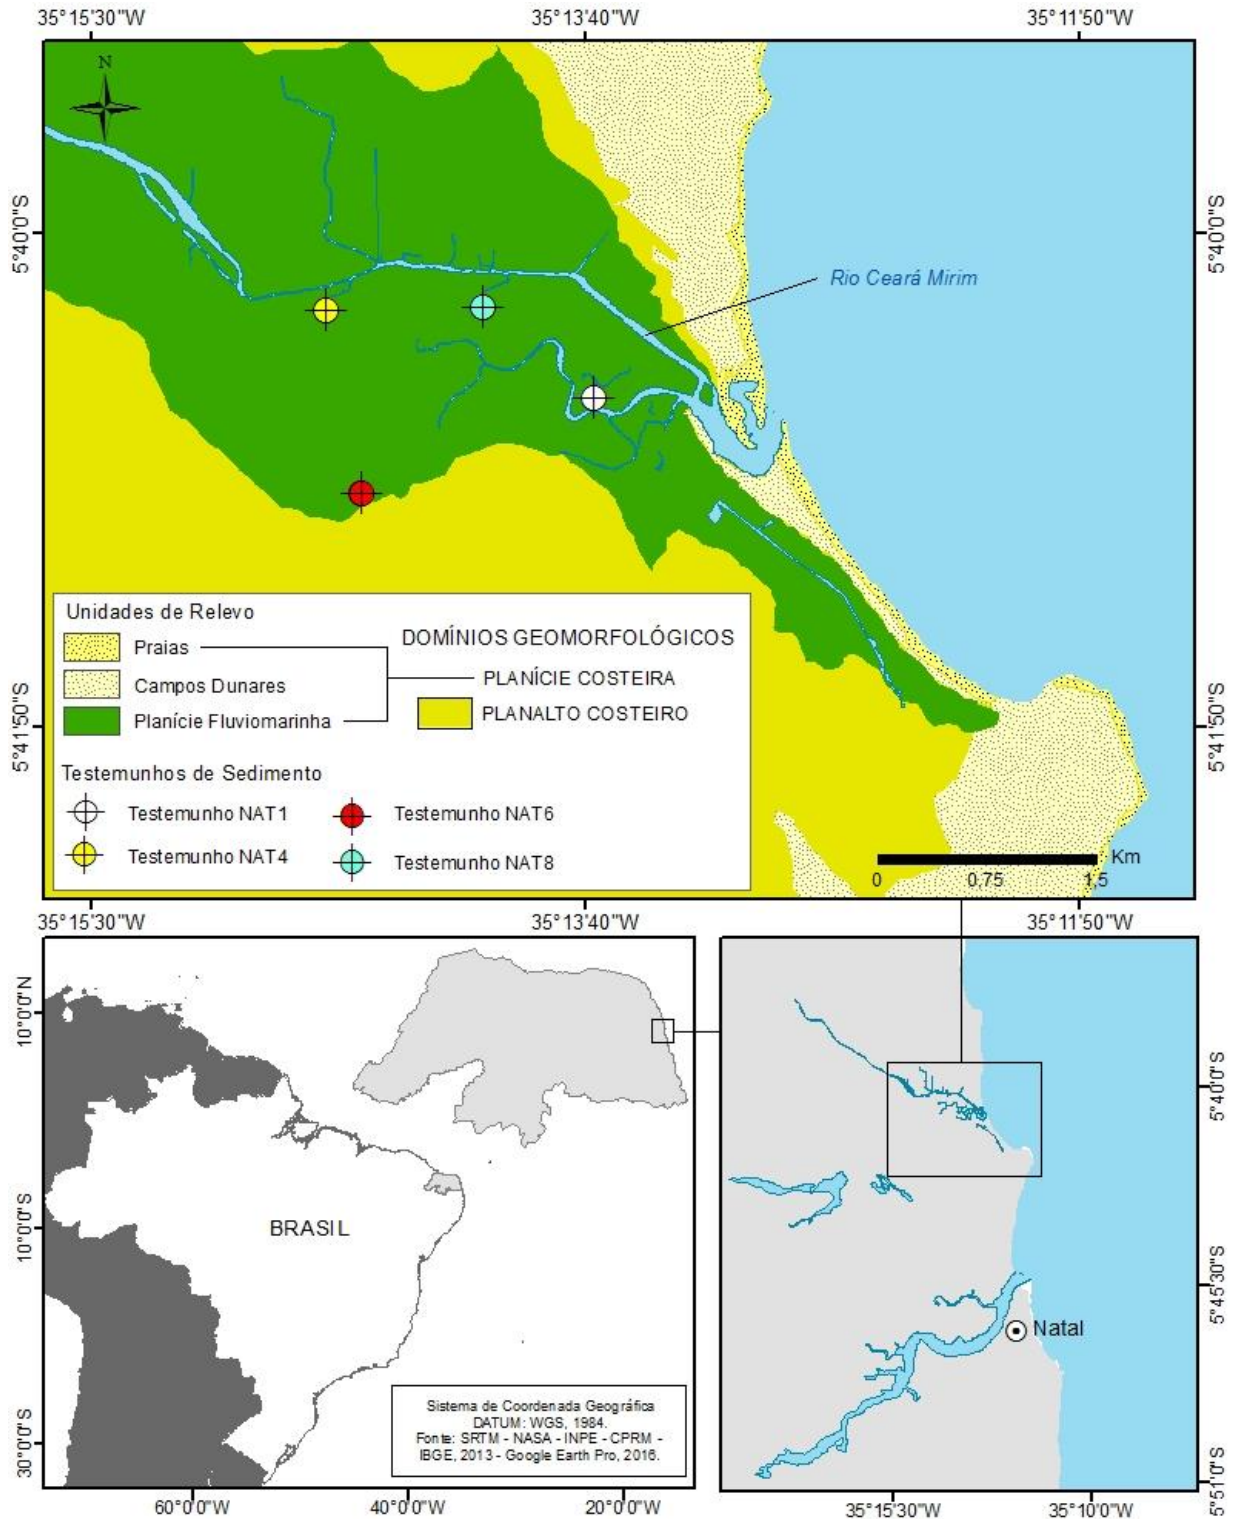 35°15'30"W 35°13'40"W 35°11'50"W
N
5°40'0"S 5°40'0"S
Rio Ceará Mirim
Unidades de Relevo
Praias
Campos Dunares
Planície Fluviomarinha
DOMÍNIOS GEOMORFOLÓGICOS
PLANÍCIE COSTEIRA
PLANALTO COSTEIRO
5°41'50"S 5°41'50"S
Testemunhos de Sedimento
Testemunho NAT1
Testemunho NAT6
Testemunho NAT4
Testemunho NAT8
Km
0 0,75 1,5
35°15'30"W 35°13'40"W 35°11'50"W
10°0'0"N
10°0'0"S
30°0'0"S
BRASIL
Sistema de Coordenada Geográfica
DATUM: WGS, 1984.
Fonte: SRTM - NASA - INPE - CPRM -
IBGE, 2013 - Google Earth Pro, 2016.
60°0'0"W 40°0'0"W 20°0'0"W
5°40'0"S
5°45'30"S
Natal
5°51'0"S
35°15'30"W 35°10'0"W